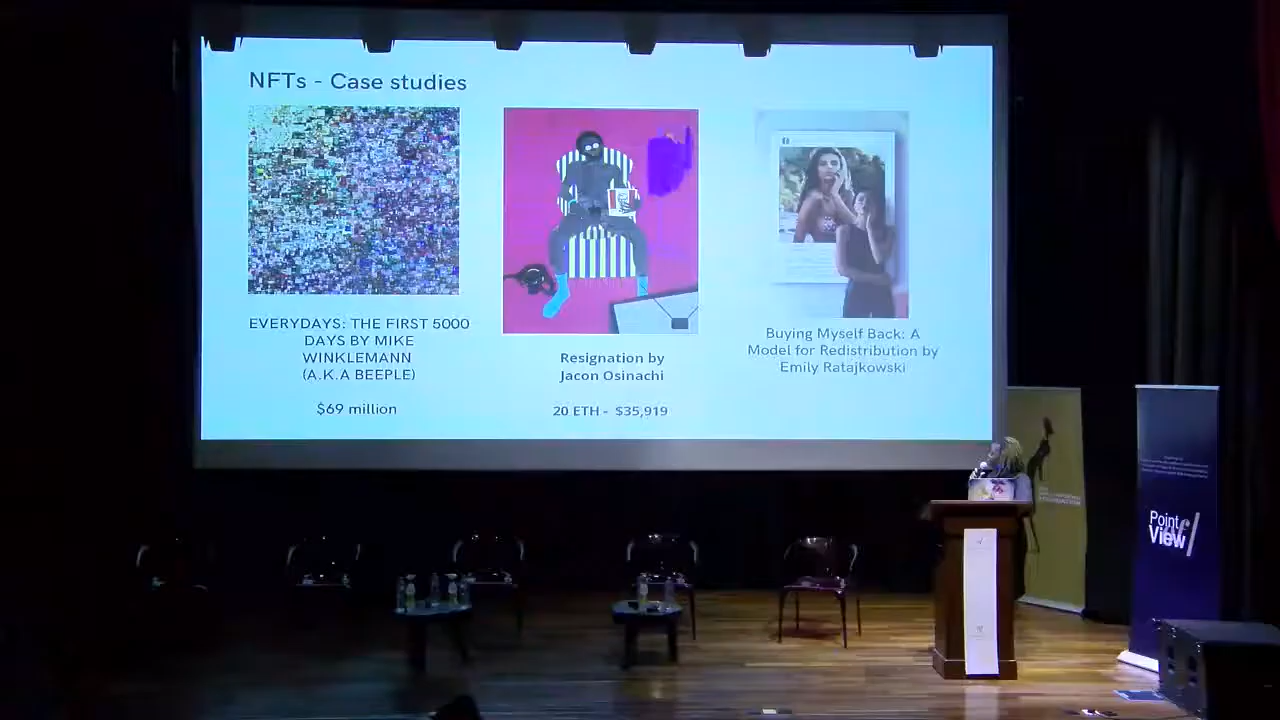 NFTs - Case studies
EVERYDAYS: THE FIRST 5000
DAYS BY MIKE
WINKLEMANN
(A.K.A BEEPLE)
$69 million
Resignation by
Jacon Osinachi
20 ETH - $35,919
Buying Myself Back: A
Model for Redistribution by
Emily Ratajkowski
Point of
View